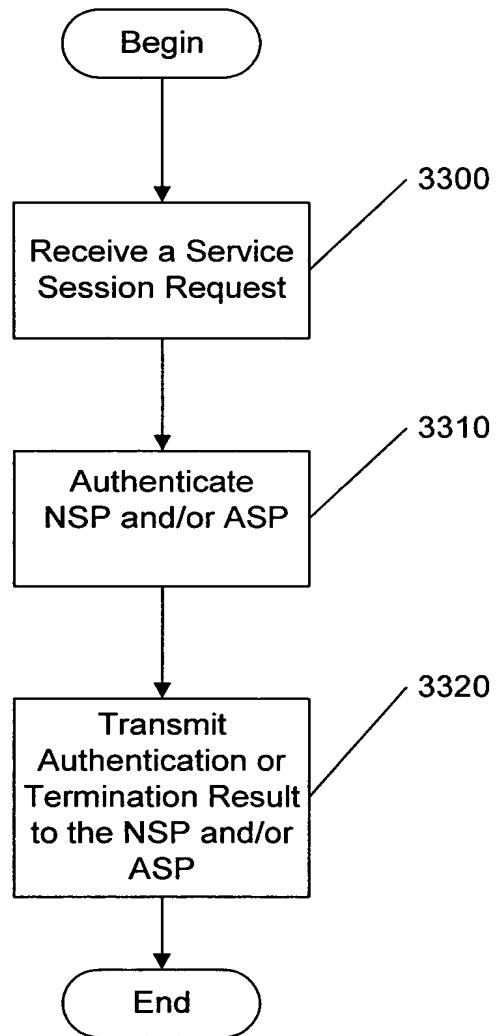 Begin
3300
Receive a Service
Session Request
3310
Authenticate
NSP and/or ASP
3320
Transmit
Authentication or
Termination Result
to the NSP and/or
ASP
End